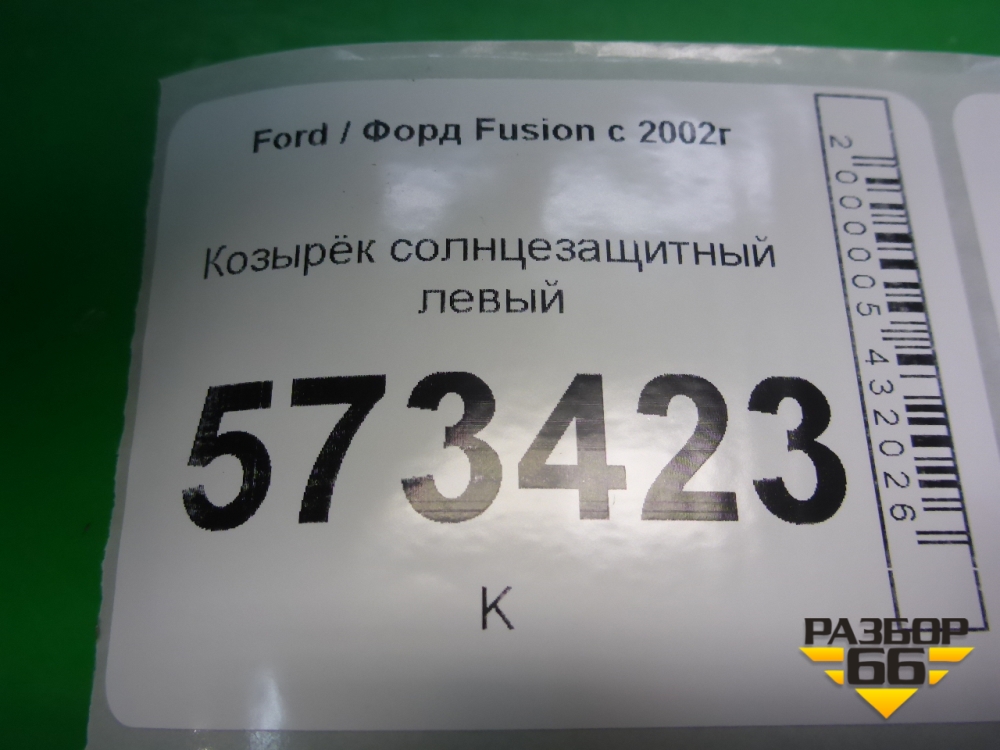 Ford / Форд Fusion с 2002г
Козырёк солнцезащитный
левый
573423
К
2000005432026
РАЗБОР
66